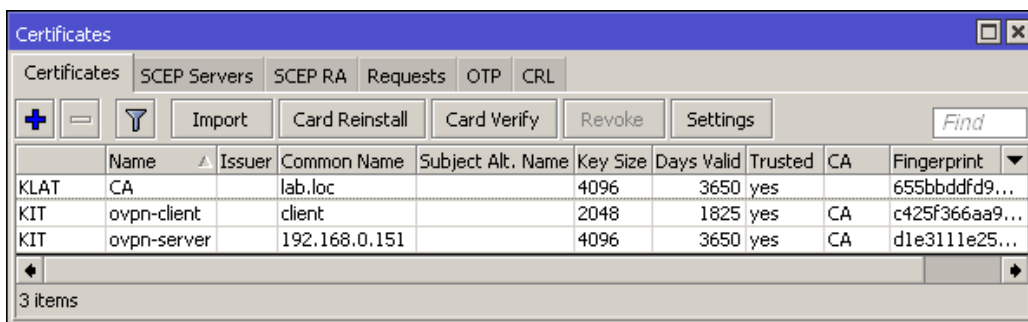 Certificates
Certificates SCEP Servers SCEP RA Requests OTP CRL
Import Card Reinstall Card Verify Revoke Settings Find
Name Issuer Common Name Subject Alt. Name Key Size Days Valid Trusted CA Fingerprint
KLAT CA lab.loc 4096 3650 yes 655bbddfd9...
KIT ovpn-client client 2048 1825 yes CA c425f366aa9...
KIT ovpn-server 192.168.0.151 4096 3650 yes CA d1e3111e25...
3 items